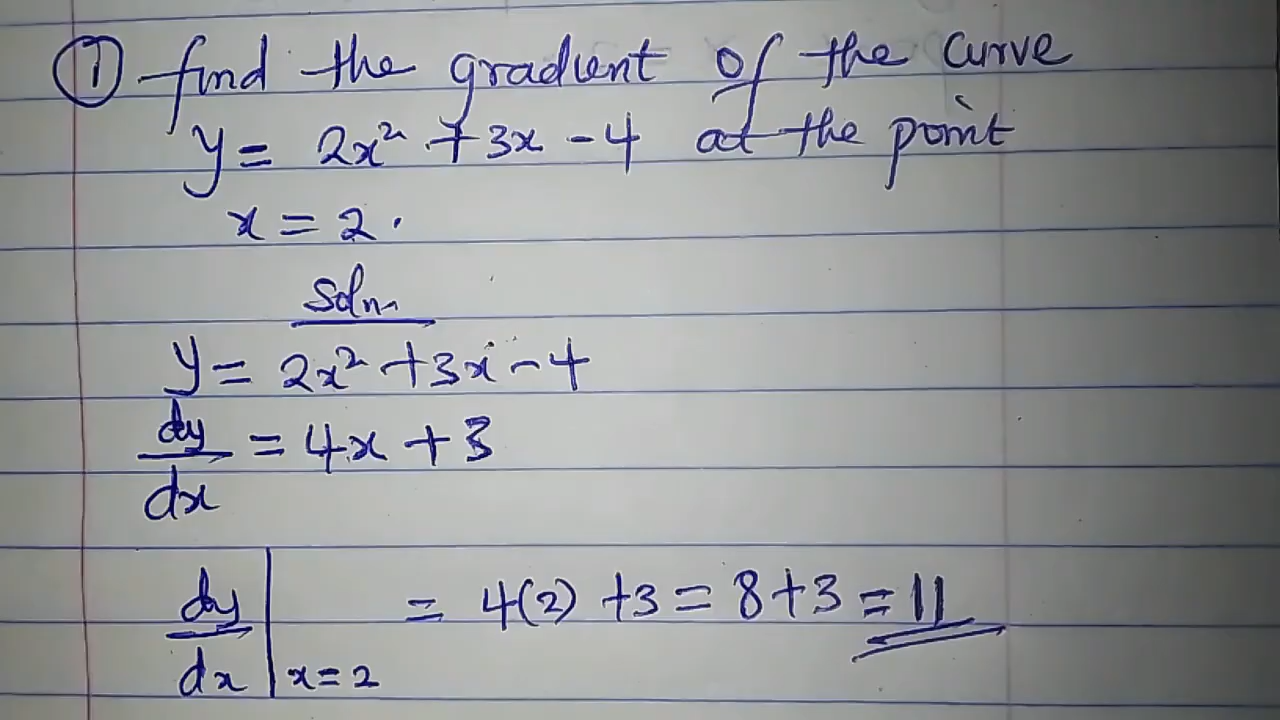 ① find the gradient of the curve
y = 2x² + 3x - 4 at the point
x = 2.
soln
y = 2x² + 3x - 4
dy/dx = 4x + 3
dy/dx | x=2 = 4(2) + 3 = 8 + 3 = 11